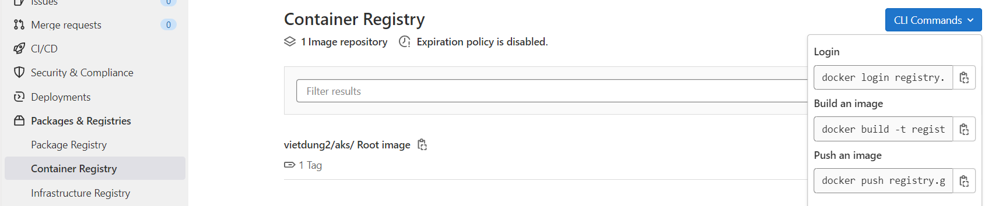 Issues
0
Merge requests
0
CI/CD
Security & Compliance
Deployments
Packages & Registries
Package Registry
Container Registry
Infrastructure Registry
Container Registry
1 Image repository
Expiration policy is disabled.
Filter results
vietdung2/aks/ Root image
1 Tag
CLI Commands
Login
docker login registry.
Build an image
docker build -t regist
Push an image
docker push registry.g